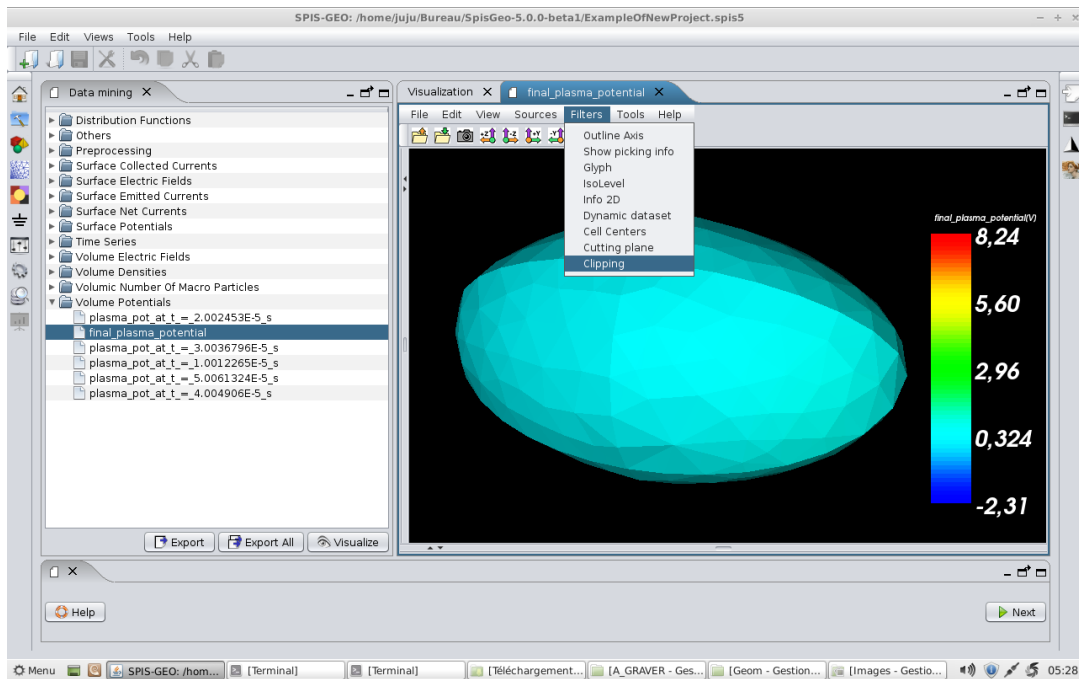 SPIS-GEO: /home/juju/Bureau/SpisGeo-5.0.0-beta1/ExampleOfNewProject.spis5
File Edit Views Tools Help
Data mining
Distribution Functions
Others
Preprocessing
Surface Collected Currents
Surface Electric Fields
Surface Emitted Currents
Surface Net Currents
Surface Potentials
Time Series
Volume Electric Fields
Volume Densities
Volumic Number Of Macro Particles
Volume Potentials
plasma_pot_at_t_=_2.002453E-5_s
final_plasma_potential
plasma_pot_at_t_=_3.0036796E-5_s
plasma_pot_at_t_=_1.0012265E-5_s
plasma_pot_at_t_=_5.0061324E-5_s
plasma_pot_at_t_=_4.004906E-5_s
Export Export All Visualize
Visualization final_plasma_potential
File Edit View Sources Filters Tools Help
+Z -Z +Y -Y
Outline Axis
Show picking info
Glyph
IsoLevel
Info 2D
Dynamic dataset
Cell Centers
Cutting plane
Clipping
final_plasma_potential(V)
8,24
5,60
2,96
0,324
-2,31
Help Next
Menu SPIS-GEO: /hom... [Terminal] [Terminal] [Téléchargement... [A_GRAVER - Ges... [Geom - Gestion... [Images - Gestio... 05:28